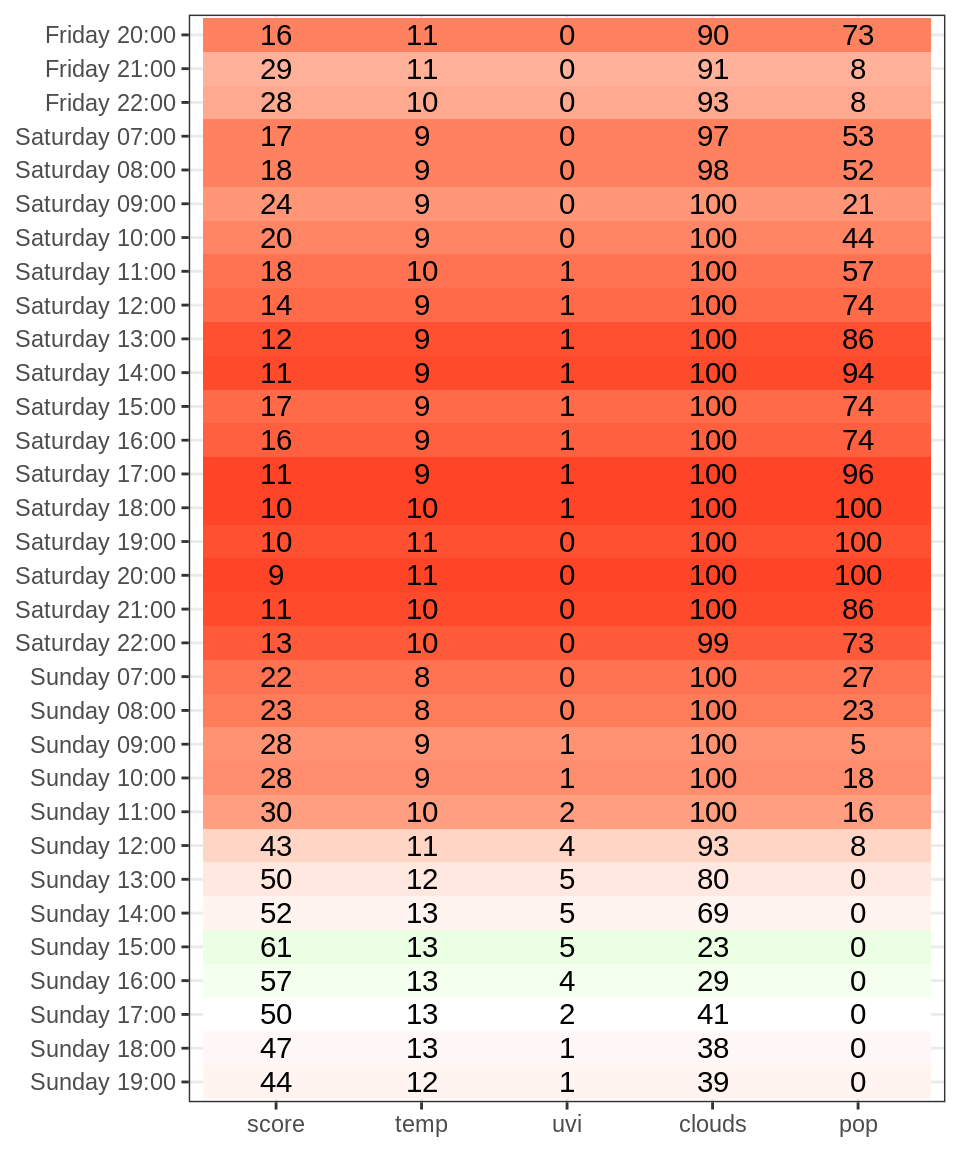 Friday 20:00 16 11 0 90 73
Friday 21:00 29 11 0 91 8
Friday 22:00 28 10 0 93 8
Saturday 07:00 17 9 0 97 53
Saturday 08:00 18 9 0 98 52
Saturday 09:00 24 9 0 100 21
Saturday 10:00 20 9 0 100 44
Saturday 11:00 18 10 1 100 57
Saturday 12:00 14 9 1 100 74
Saturday 13:00 12 9 1 100 86
Saturday 14:00 11 9 1 100 94
Saturday 15:00 17 9 1 100 74
Saturday 16:00 16 9 1 100 74
Saturday 17:00 11 9 1 100 96
Saturday 18:00 10 10 1 100 100
Saturday 19:00 10 11 0 100 100
Saturday 20:00 9 11 0 100 100
Saturday 21:00 11 10 0 100 86
Saturday 22:00 13 10 0 99 73
Sunday 07:00 22 8 0 100 27
Sunday 08:00 23 8 0 100 23
Sunday 09:00 28 9 1 100 5
Sunday 10:00 28 9 1 100 18
Sunday 11:00 30 10 2 100 16
Sunday 12:00 43 11 4 93 8
Sunday 13:00 50 12 5 80 0
Sunday 14:00 52 13 5 69 0
Sunday 15:00 61 13 5 23 0
Sunday 16:00 57 13 4 29 0
Sunday 17:00 50 13 2 41 0
Sunday 18:00 47 13 1 38 0
Sunday 19:00 44 12 1 39 0
score temp uvi clouds pop